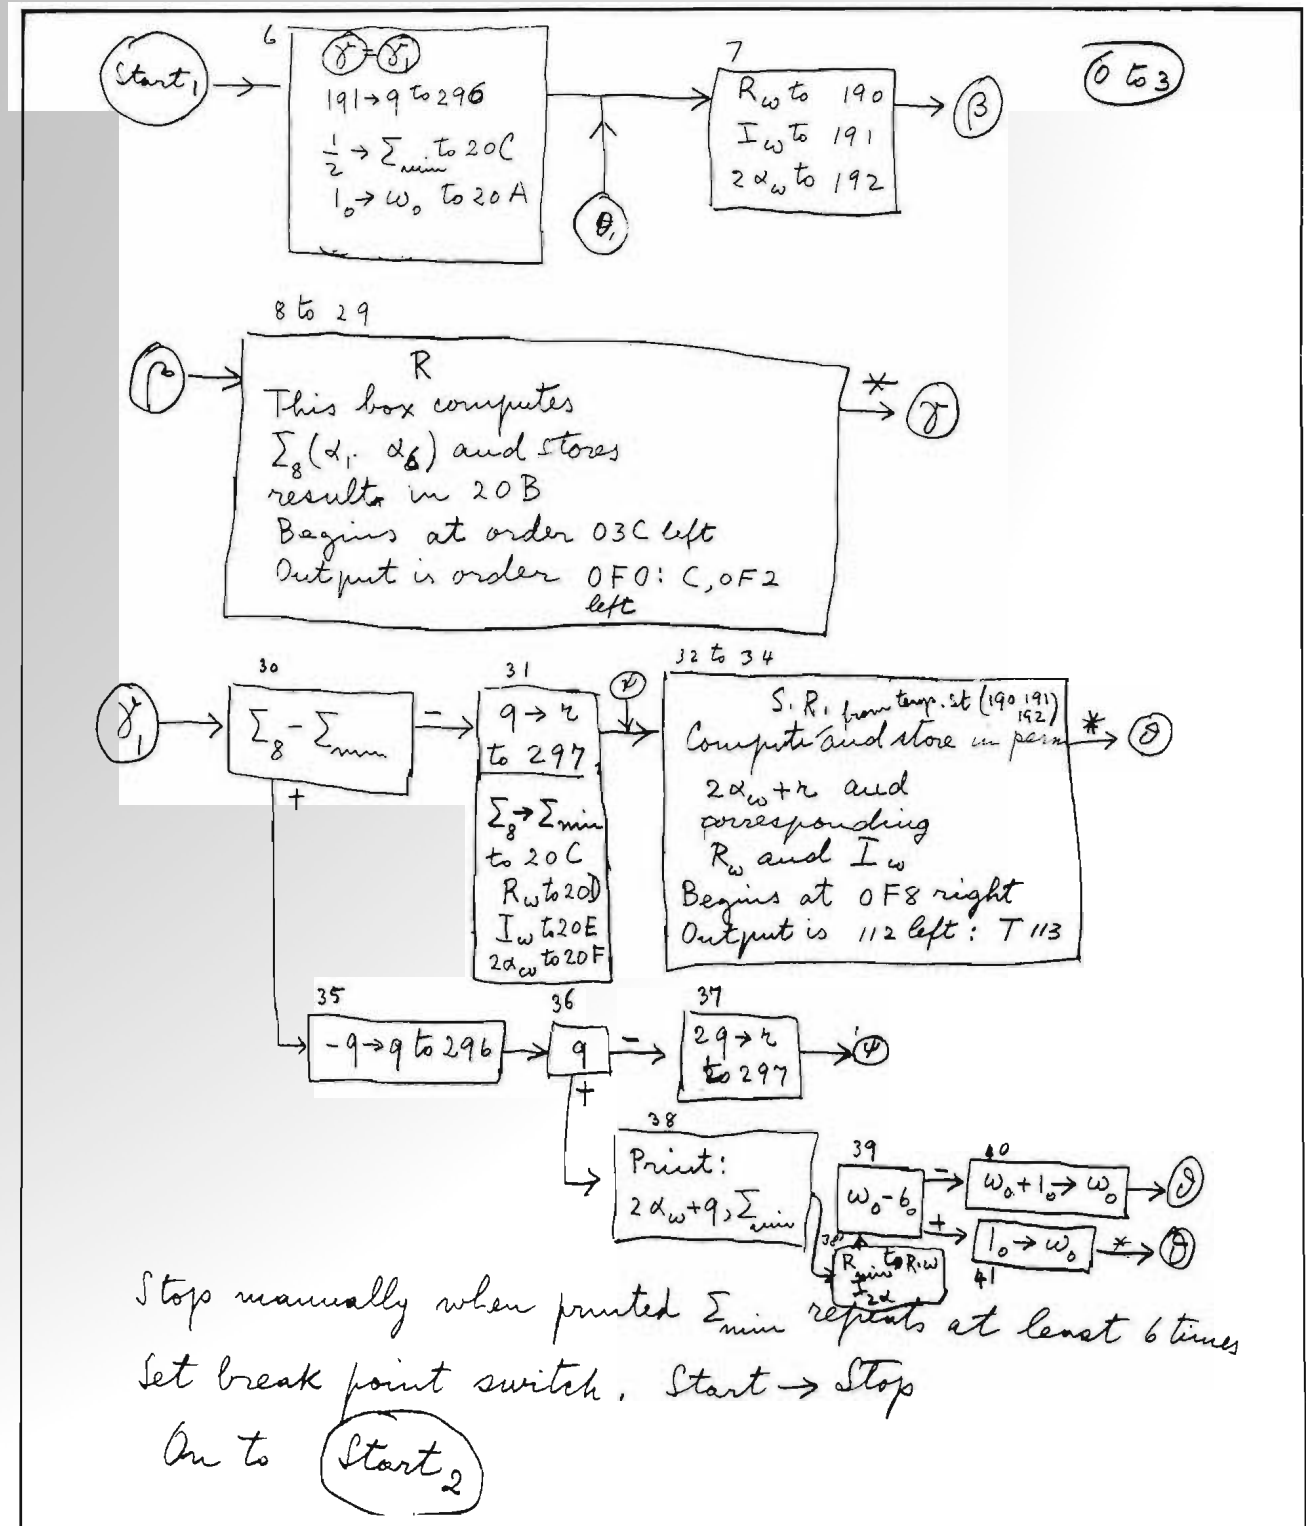 Start₁
6
γ = γ₁
191 → q to 296
½ → Σmin to 20C
1₀ → ω₀ to 20A
θ₁
7
Rω to 190
Iω to 191
2αω to 192
β
0 to 3
8 to 29
R
This box computes
Σ₈(α₁. α₆) and stores
results in 20B
Begins at order 03C left
Output is order 0F0: C, 0F2
left
*
γ
γ₁
30
Σ₈ - Σmin
-
+
31
q → r
to 297
Σ₈ → Σmin
to 20C
Rω to 20D
Iω to 20E
2αω to 20F
32 to 34
S.R. from temp. st (190 191)
192)
Compute and store in perm
2αω + r and
corresponding
Rω and Iω
Begins at 0F8 right
Output is 112 left: T 113
*
ϑ
35
-q → q to 296
36
q
-
+
37
2q → r
to 297
ψ
38
Print:
2αω + q, Σmin
39
ω₀ - 6₀
-
+
40
ω₀ + 1₀ → ω₀
ϑ
1₀ → ω₀
41
*
ϑ
38'
Rmin to R.ω
I
2α
Stop manually when printed Σmin repeats at least 6 times
Set break point switch. Start → Stop
On to Start₂